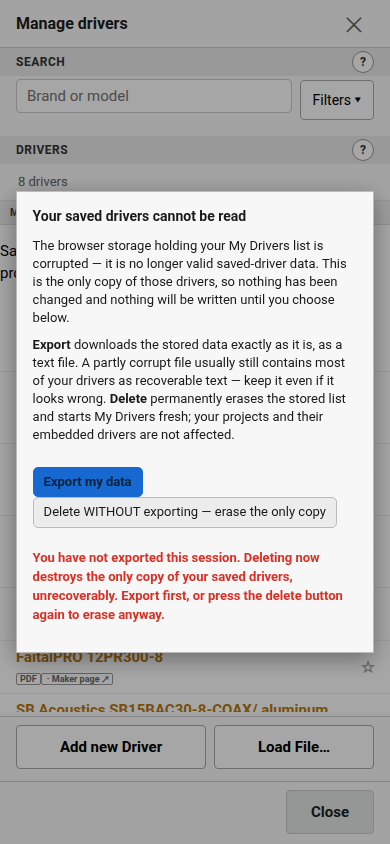 Manage drivers
SEARCH
?
Brand or model
Filters ▾
DRIVERS
?
8 drivers
M
Sa
pr
Your saved drivers cannot be read
The browser storage holding your My Drivers list is
corrupted — it is no longer valid saved-driver data. This
is the only copy of those drivers, so nothing has been
changed and nothing will be written until you choose
below.
Export downloads the stored data exactly as it is, as a
text file. A partly corrupt file usually still contains most
of your drivers as recoverable text — keep it even if it
looks wrong. Delete permanently erases the stored list
and starts My Drivers fresh; your projects and their
embedded drivers are not affected.
Export my data
Delete WITHOUT exporting — erase the only copy
You have not exported this session. Deleting now
destroys the only copy of your saved drivers,
unrecoverably. Export first, or press the delete button
again to erase anyway.
FaitalPRO 12PR300-8
PDF · Maker page ↗
☆
SB Acoustics SB15BAC30-8-COAX/ aluminum
Add new Driver
Load File…
Close